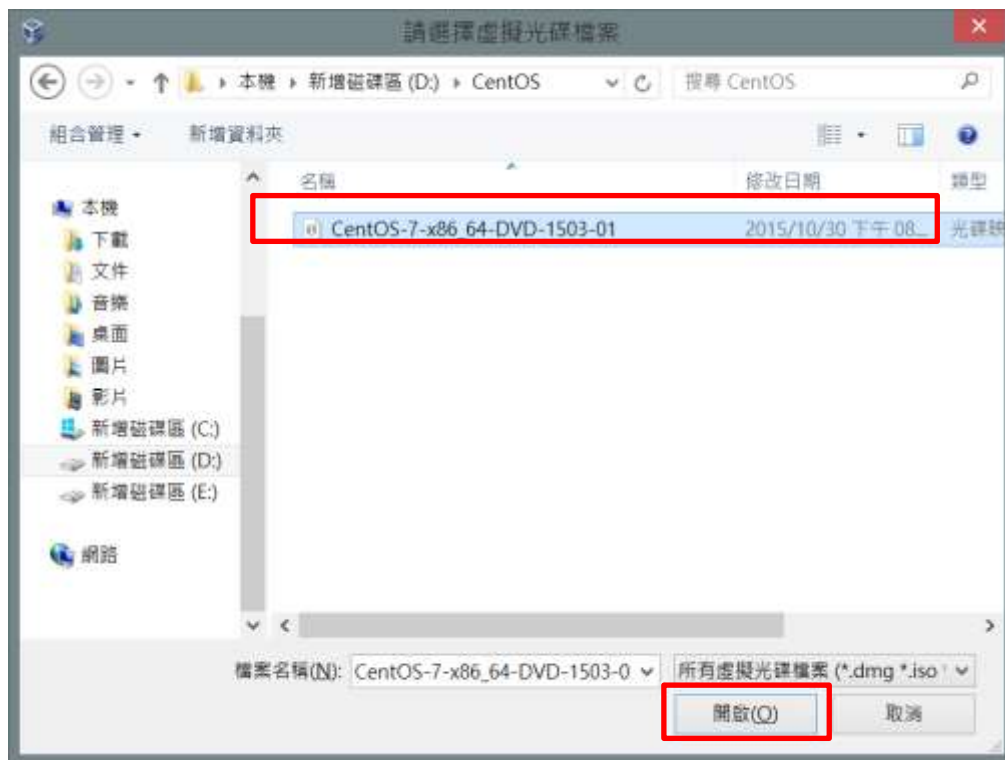 請選擇虛擬光碟檔案
本機 新增磁碟區 (D:) CentOS
搜尋 CentOS
組合管理 新增資料夾
名稱 修改日期 類型
CentOS-7-x86_64-DVD-1503-01 2015/10/30 下午 08... 光碟映
本機
下載
文件
音樂
桌面
圖片
影片
新增磁碟區 (C:)
新增磁碟區 (D:)
新增磁碟區 (E:)
網路
檔案名稱(N): CentOS-7-x86_64-DVD-1503-0 所有虛擬光碟檔案 (*.dmg *.iso
開啟(O) 取消